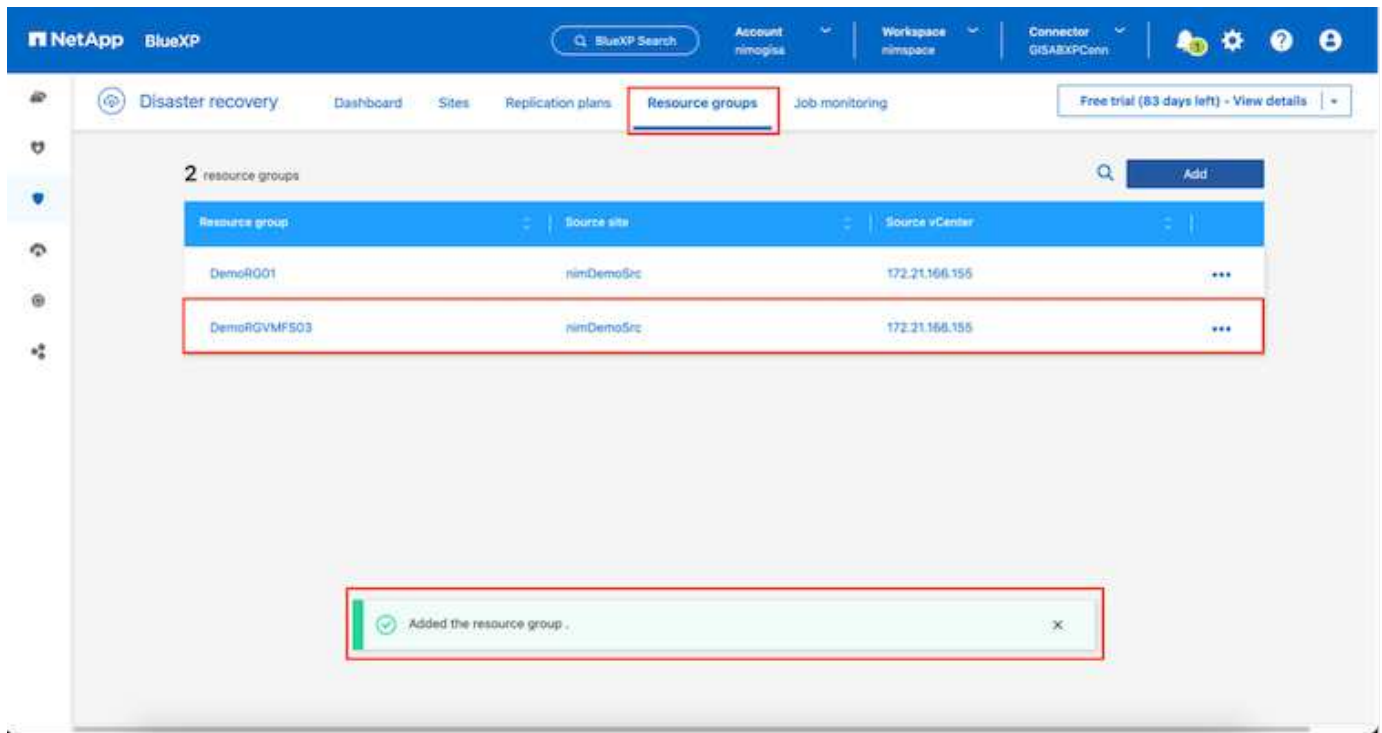 NetApp BlueXP
BlueXP Search
Account
nimogisa
Workspace
nimspace
Connector
GISABXPConn
1
Disaster recovery
Dashboard
Sites
Replication plans
Resource groups
Job monitoring
Free trial (83 days left) - View details
2 resource groups
Add
Resource group
Source site
Source vCenter
DemoRG01
nimDemoSrc
172.21.166.155
DemoRGVMFS03
nimDemoSrc
172.21.166.155
Added the resource group .